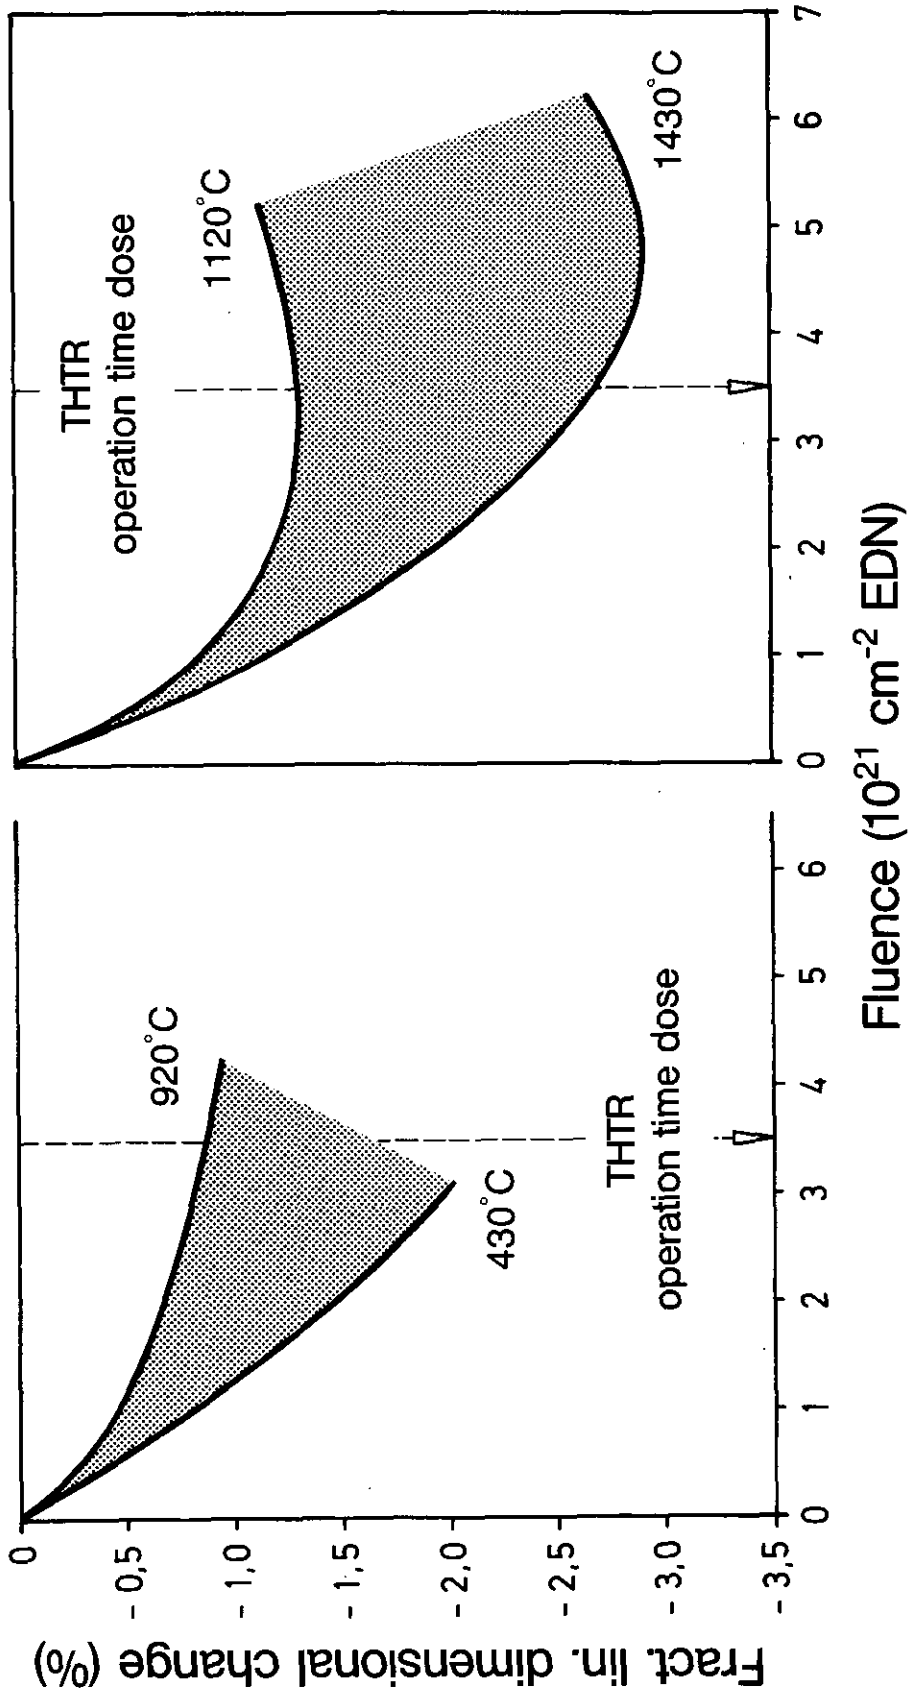 Fract. lin. dimensional change (%)
0
- 0,5
- 1,0
- 1,5
- 2,0
- 2,5
- 3,0
- 3,5
920°C
430°C
THTR
operation time dose
0
1
2
3
4
5
6
THTR
operation time dose
1120°C
1430°C
0
1
2
3
4
5
6
7
Fluence (10²¹ cm⁻² EDN)